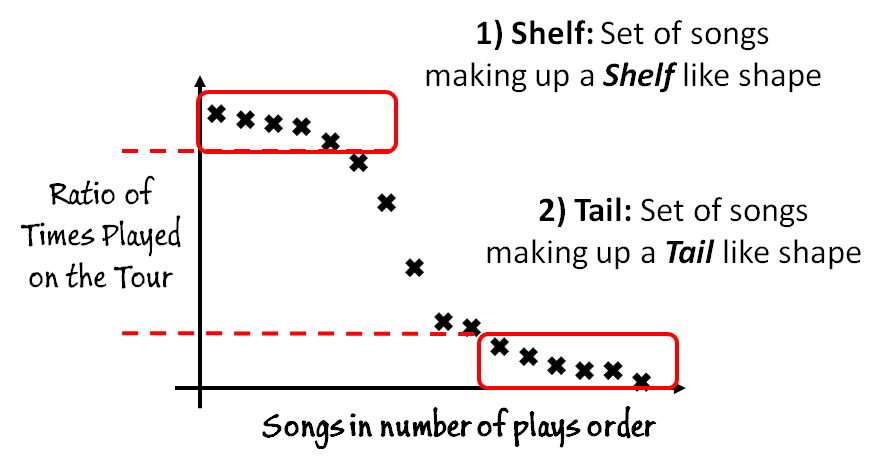 1) Shelf: Set of songs
making up a Shelf like shape
Ratio of
Times Played
on the Tour
2) Tail: Set of songs
making up a Tail like shape
Songs in number of plays order